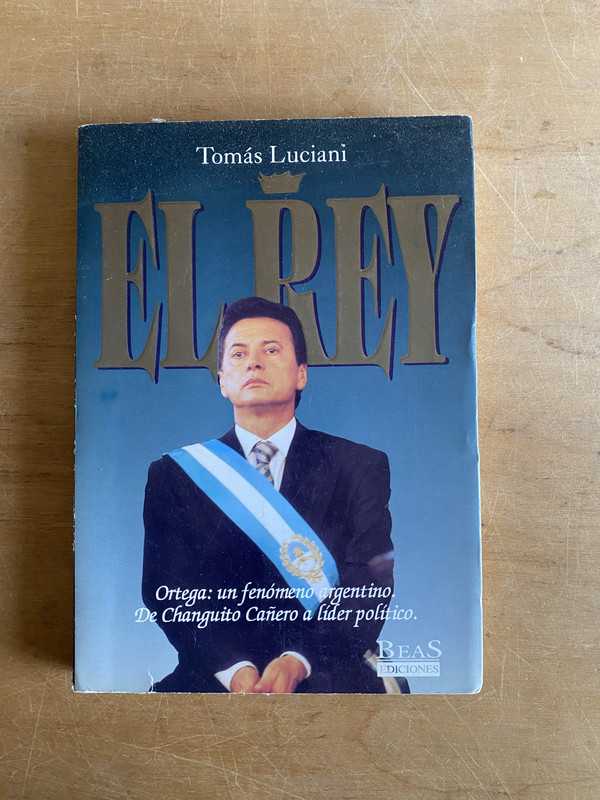 Tomás Luciani
EL REY
Ortega: un fenómeno argentino.
De Changuito Cañero a líder político.
BEAS
EDICIONES